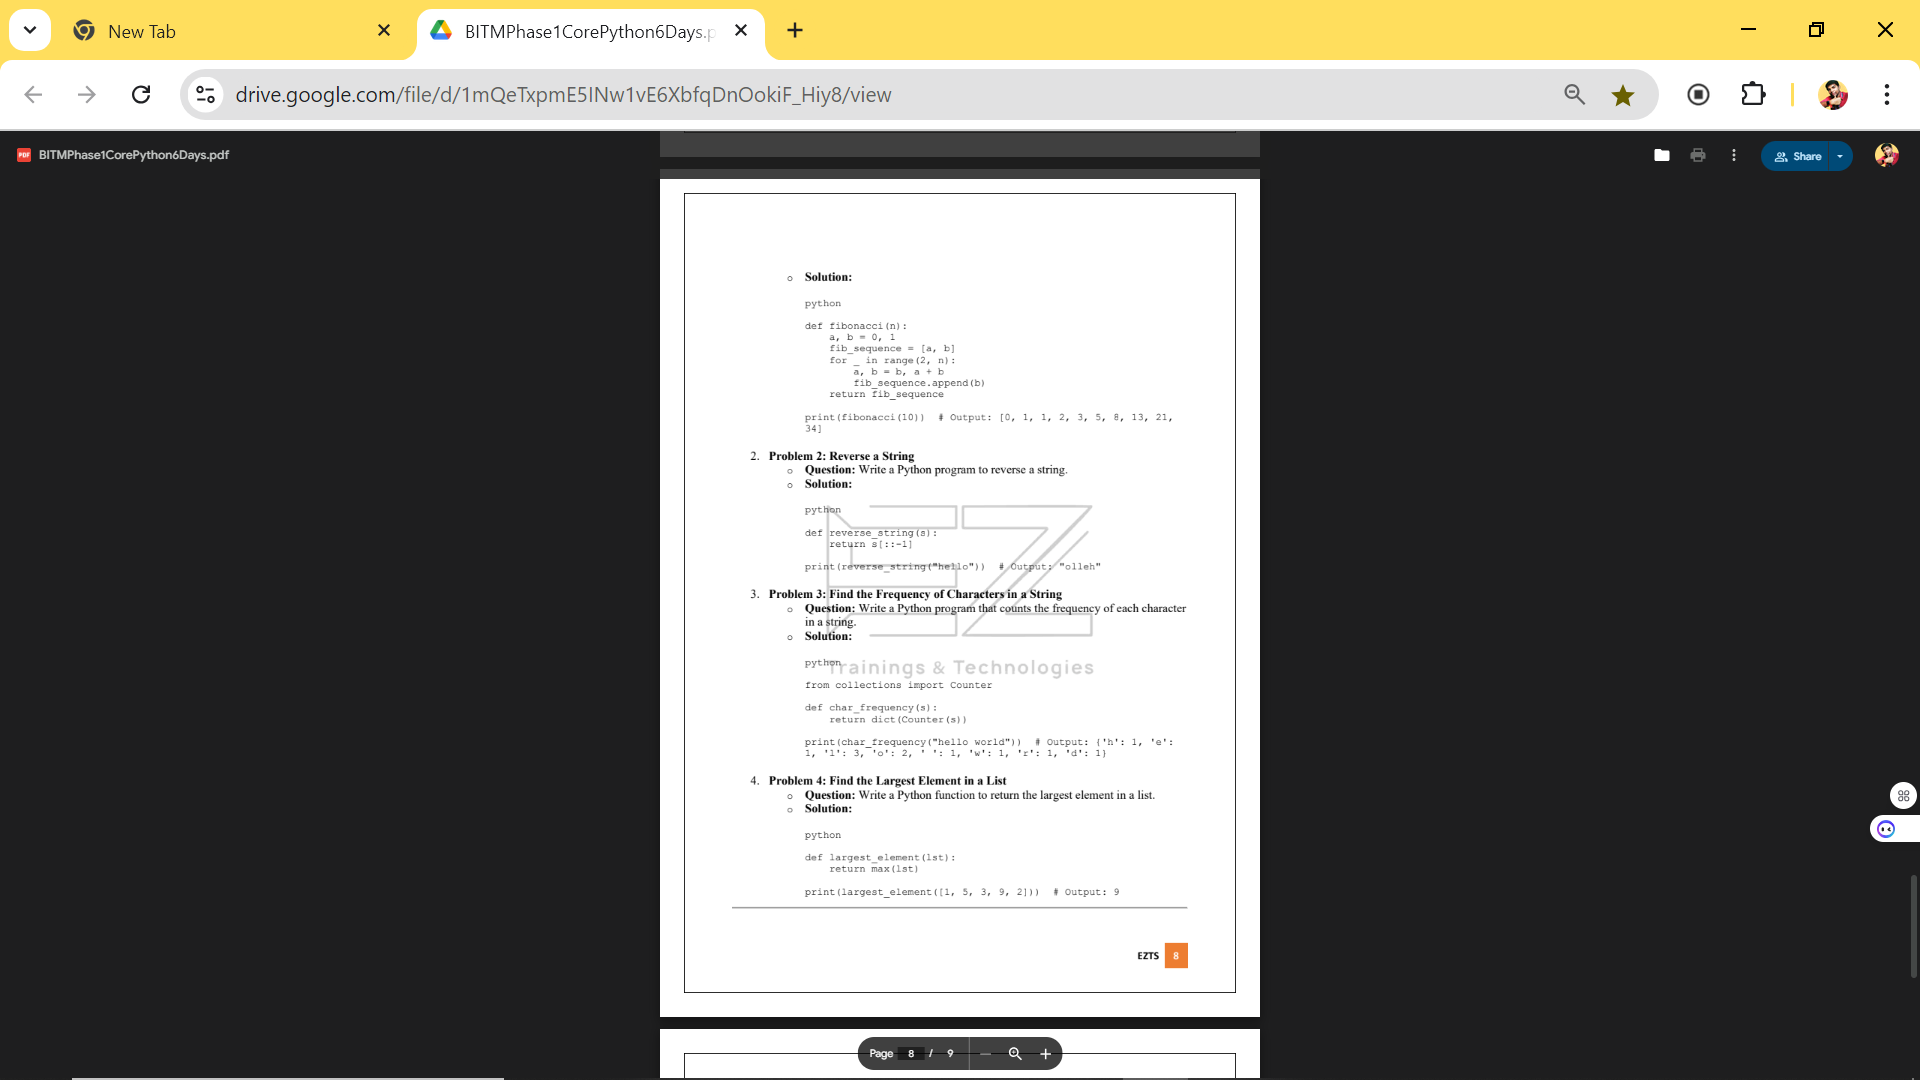 New Tab
BITMPhase1CorePython6Days.p
drive.google.com/file/d/1mQeTxpmE5INw1vE6XbfqDnOokiF_Hiy8/view
PDF BITMPhase1CorePython6Days.pdf
Share
Solution:
python
def fibonacci(n):
    a, b = 0, 1
    fib_sequence = [a, b]
    for _ in range(2, n):
        a, b = b, a + b
        fib_sequence.append(b)
    return fib_sequence
print(fibonacci(10))  # Output: [0, 1, 1, 2, 3, 5, 8, 13, 21,
34]
2. Problem 2: Reverse a String
Question: Write a Python program to reverse a string.
Solution:
python
def reverse_string(s):
    return s[::-1]
print(reverse_string("hello"))  # Output: "olleh"
3. Problem 3: Find the Frequency of Characters in a String
Question: Write a Python program that counts the frequency of each character
in a string.
Solution:
python
EZ
Trainings & Technologies
from collections import Counter
def char_frequency(s):
    return dict(Counter(s))
print(char_frequency("hello world"))  # Output: {'h': 1, 'e':
1, 'l': 3, 'o': 2, ' ': 1, 'w': 1, 'r': 1, 'd': 1}
4. Problem 4: Find the Largest Element in a List
Question: Write a Python function to return the largest element in a list.
Solution:
python
def largest_element(lst):
    return max(lst)
print(largest_element([1, 5, 3, 9, 2]))  # Output: 9
EZTS 8
Page 8 / 9